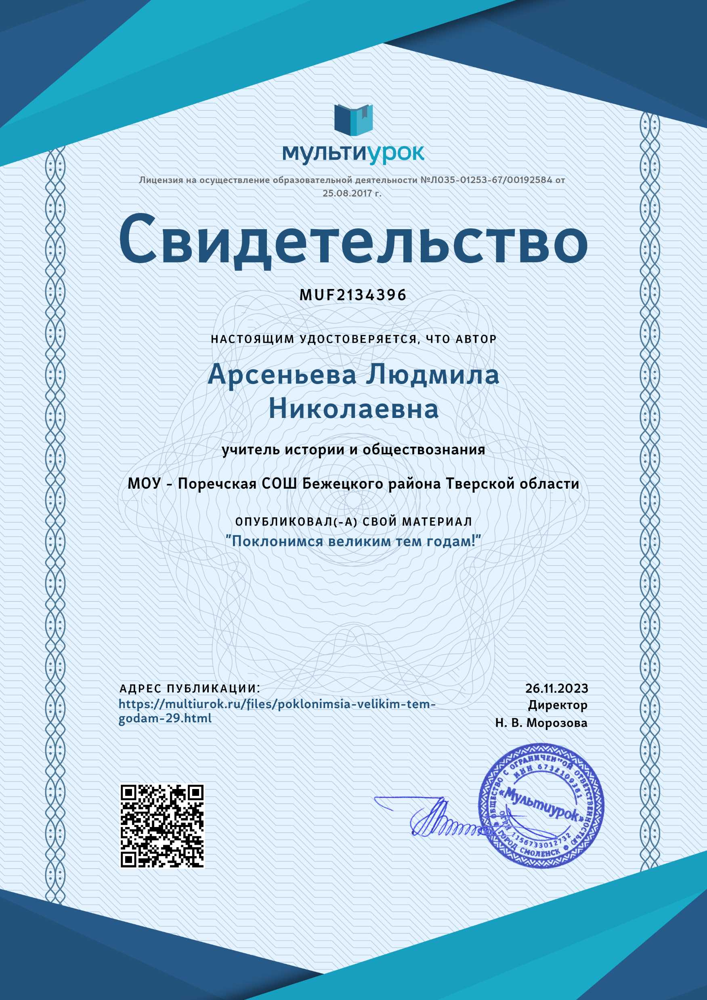 мультиурок
Лицензия на осуществление образовательной деятельности №Л035-01253-67/00192584 от
25.08.2017 г.
Свидетельство
MUF2134396
НАСТОЯЩИМ УДОСТОВЕРЯЕТСЯ, ЧТО АВТОР
Арсеньева Людмила
Николаевна
учитель истории и обществознания
МОУ - Поречская СОШ Бежецкого района Тверской области
ОПУБЛИКОВАЛ(-А) СВОЙ МАТЕРИАЛ
"Поклонимся великим тем годам!"
АДРЕС ПУБЛИКАЦИИ:
https://multiurok.ru/files/poklonimsia-velikim-tem-
godam-29.html
26.11.2023
Директор
Н. В. Морозова
ОБЩЕСТВО С ОГРАНИЧЕННОЙ ОТВЕТСТВЕННОСТЬЮ
ИНН 6732109381
«Мультиурок»
ОГРН 1156733012732
ГОРОД СМОЛЕНСК